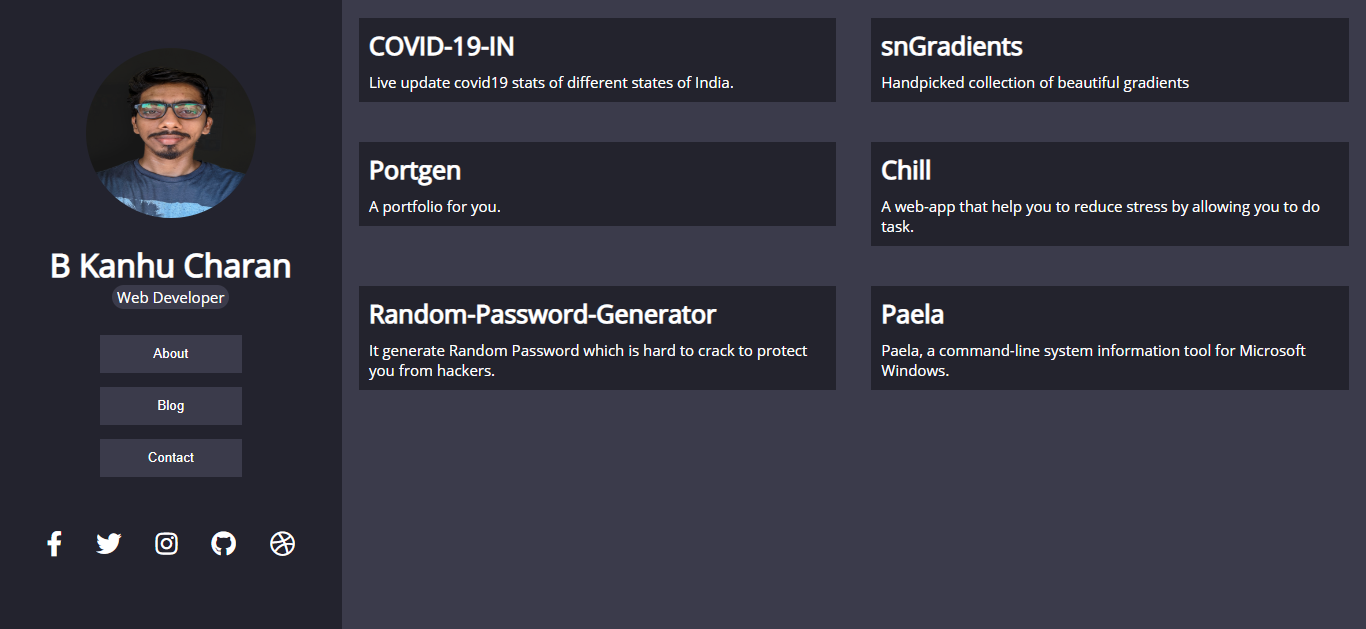 B Kanhu Charan
Web Developer
About
Blog
Contact
COVID-19-IN
Live update covid19 stats of different states of India.
snGradients
Handpicked collection of beautiful gradients
Portgen
A portfolio for you.
Chill
A web-app that help you to reduce stress by allowing you to do
task.
Random-Password-Generator
It generate Random Password which is hard to crack to protect
you from hackers.
Paela
Paela, a command-line system information tool for Microsoft
Windows.